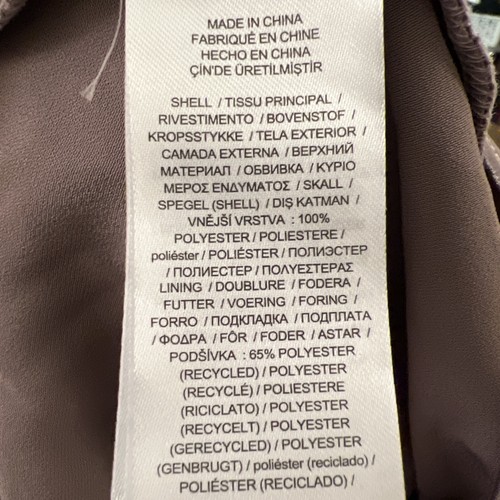 MADE IN CHINA
FABRIQUÉ EN CHINE
HECHO EN CHINA
ÇİN'DE ÜRETİLMİŞTİR
SHELL / TISSU PRINCIPAL /
RIVESTIMENTO / BOVENSTOF /
KROPSSTYKKE / TELA EXTERIOR /
CAMADA EXTERNA / ВЕРХНИЙ
МАТЕРИАЛ / ОБВИВКА / ΚΥΡΙΟ
ΜΕΡΟΣ ΕΝΔΥΜΑΤΟΣ / SKALL /
SPEGEL (SHELL) / DIŞ KATMAN /
VNĚJŠÍ VRSTVA : 100%
POLYESTER / POLIESTERE /
poliéster / POLIÉSTER / ПОЛИЭСТЕР
/ ПОЛИЕСТЕР / ΠΟΛΥΕΣΤΕΡΑΣ
LINING / DOUBLURE / FODERA /
FUTTER / VOERING / FORING /
FORRO / ПОДКЛАДКА / ПОДПЛАТА
/ ΦΟΔΡΑ / FÔR / FODER / ASTAR /
PODŠÍVKA : 65% POLYESTER
(RECYCLED) / POLYESTER
(RECYCLÉ) / POLIESTERE
(RICICLATO) / POLYESTER
(RECYCELT) / POLYESTER
(GERECYCLED) / POLYESTER
(GENBRUGT) / poliéster (reciclado) /
POLIÉSTER (RECICLADO) /